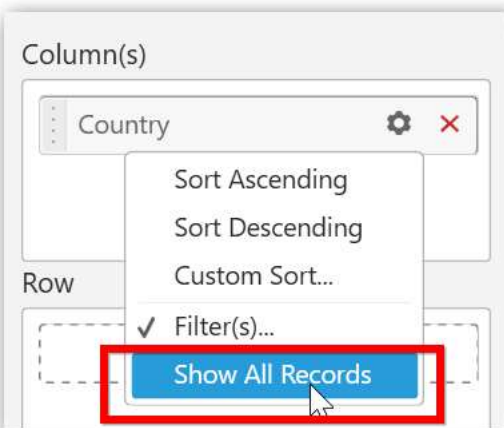 Column(s)
Country
Sort Ascending
Sort Descending
Custom Sort...
Row
Filter(s)...
Show All Records